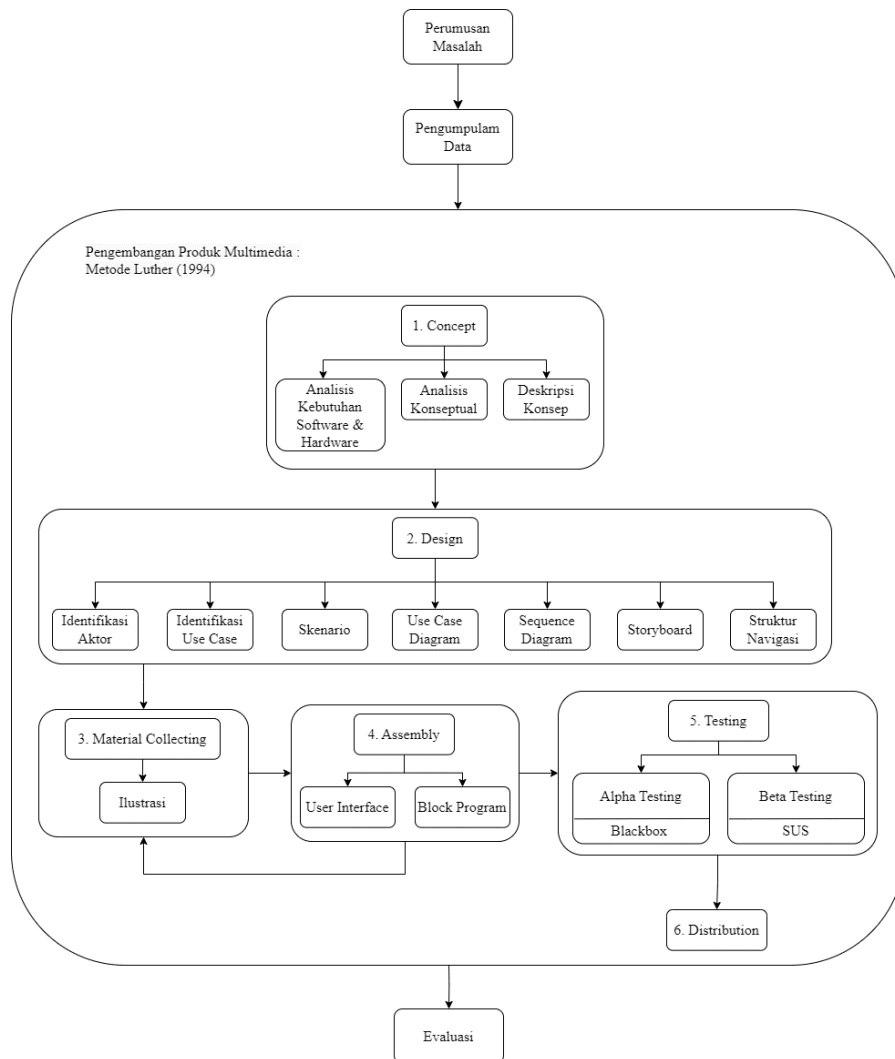 Perumusan
Masalah
Pengumpulam
Data
Pengembangan Produk Multimedia :
Metode Luther (1994)
1. Concept
Analisis
Kebutuhan
Software &
Hardware
Analisis
Konseptual
Deskripsi
Konsep
2. Design
Identifikasi
Aktor
Identifikasi
Use Case
Skenario
Use Case
Diagram
Sequence
Diagram
Storyboard
Struktur
Navigasi
3. Material Collecting
Ilustrasi
4. Assembly
User Interface
Block Program
5. Testing
Alpha Testing
Blackbox
Beta Testing
SUS
6. Distribution
Evaluasi